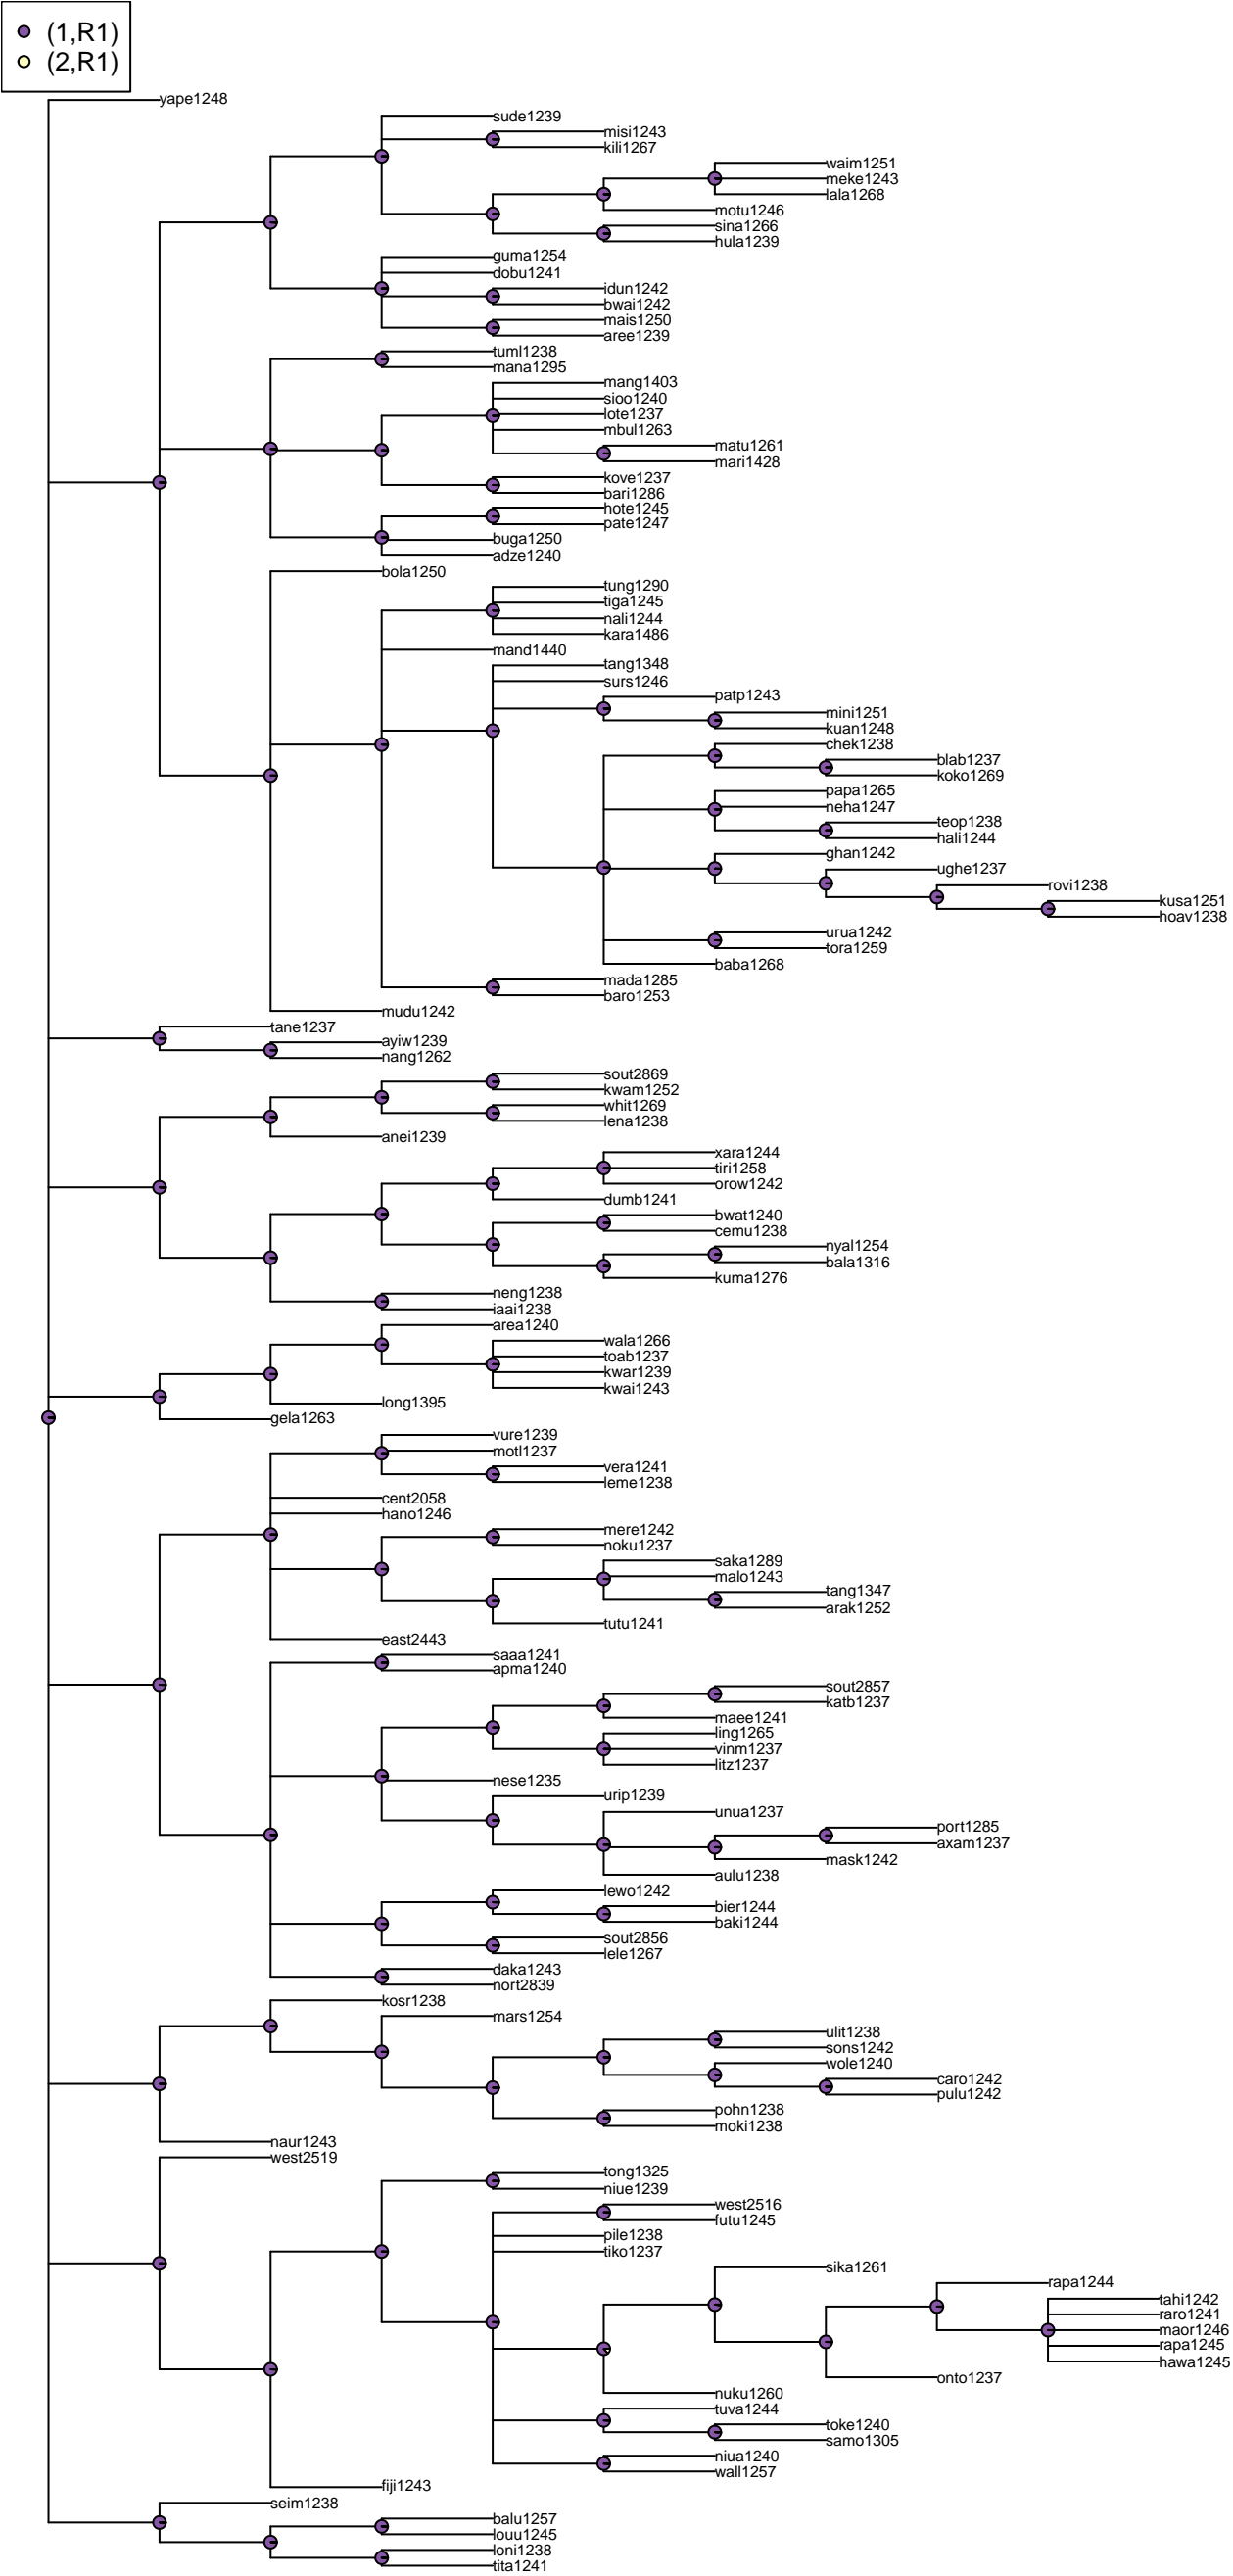 (1,R1)
(2,R1)
yape1248
sude1239
misi1243
kili1267
waim1251
meke1243
lala1268
motu1246
sina1266
hula1239
guma1254
dobu1241
idun1242
bwai1242
mais1250
aree1239
tuml1238
mana1295
mang1403
sioo1240
lote1237
mbul1263
matu1261
mari1428
kove1237
bari1286
hote1245
pate1247
buga1250
adze1240
bola1250
tung1290
tiga1245
nali1244
kara1486
mand1440
tang1348
surs1246
patp1243
mini1251
kuan1248
chek1238
blab1237
koko1269
papa1265
neha1247
teop1238
hali1244
ghan1242
ughe1237
rovi1238
kusa1251
hoav1238
urua1242
tora1259
baba1268
mada1285
baro1253
mudu1242
tane1237
ayiw1239
nang1262
sout2869
kwam1252
whit1269
lena1238
anei1239
xara1244
tiri1258
orow1242
dumb1241
bwat1240
cemu1238
nyal1254
bala1316
kuma1276
neng1238
iaai1238
area1240
wala1266
toab1237
kwar1239
kwai1243
long1395
gela1263
vure1239
motl1237
vera1241
leme1238
cent2058
hano1246
mere1242
noku1237
saka1289
malo1243
tang1347
arak1252
tutu1241
east2443
saaa1241
apma1240
sout2857
katb1237
maee1241
ling1265
vinm1237
litz1237
nese1235
urip1239
unua1237
port1285
axam1237
mask1242
aulu1238
lewo1242
bier1244
baki1244
sout2856
lele1267
daka1243
nort2839
kosr1238
mars1254
ulit1238
sons1242
wole1240
caro1242
pulu1242
pohn1238
moki1238
naur1243
west2519
tong1325
niue1239
west2516
futu1245
pile1238
tiko1237
sika1261
rapa1244
tahi1242
raro1241
maor1246
rapa1245
hawa1245
onto1237
nuku1260
tuva1244
toke1240
samo1305
niua1240
wall1257
fiji1243
seim1238
balu1257
louu1245
loni1238
tita1241